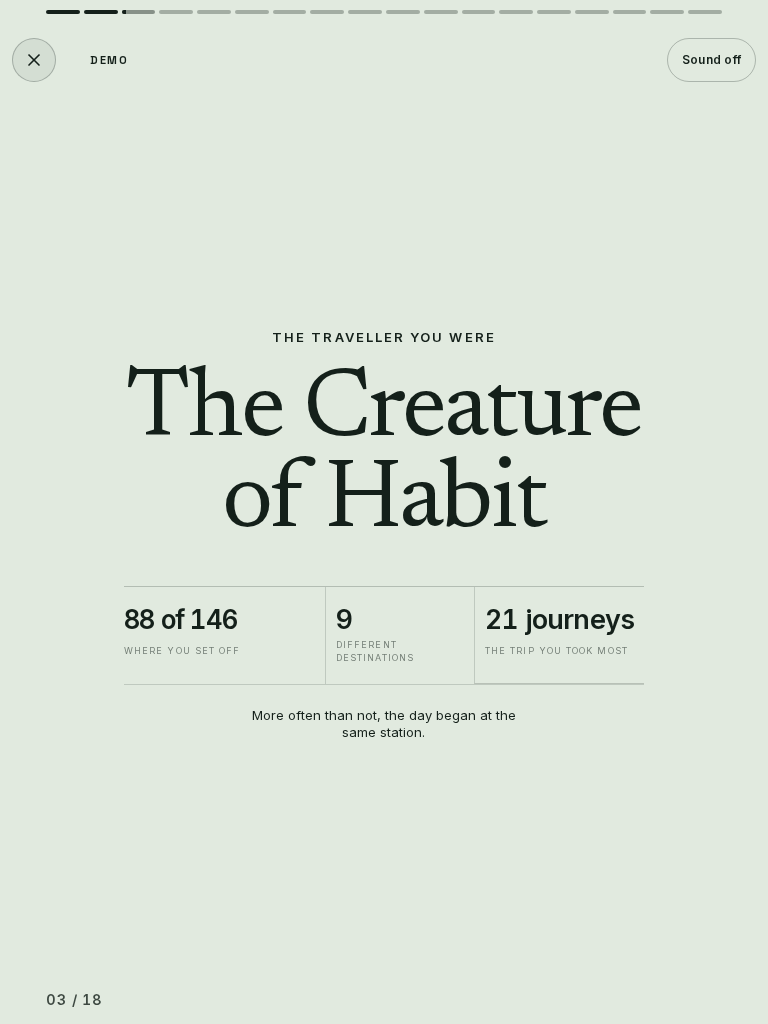 DEMO
Sound off
THE TRAVELLER YOU WERE
The Creature
of Habit
88 of 146
WHERE YOU SET OFF
9
DIFFERENT
DESTINATIONS
21 journeys
THE TRIP YOU TOOK MOST
More often than not, the day began at the
same station.
03 / 18